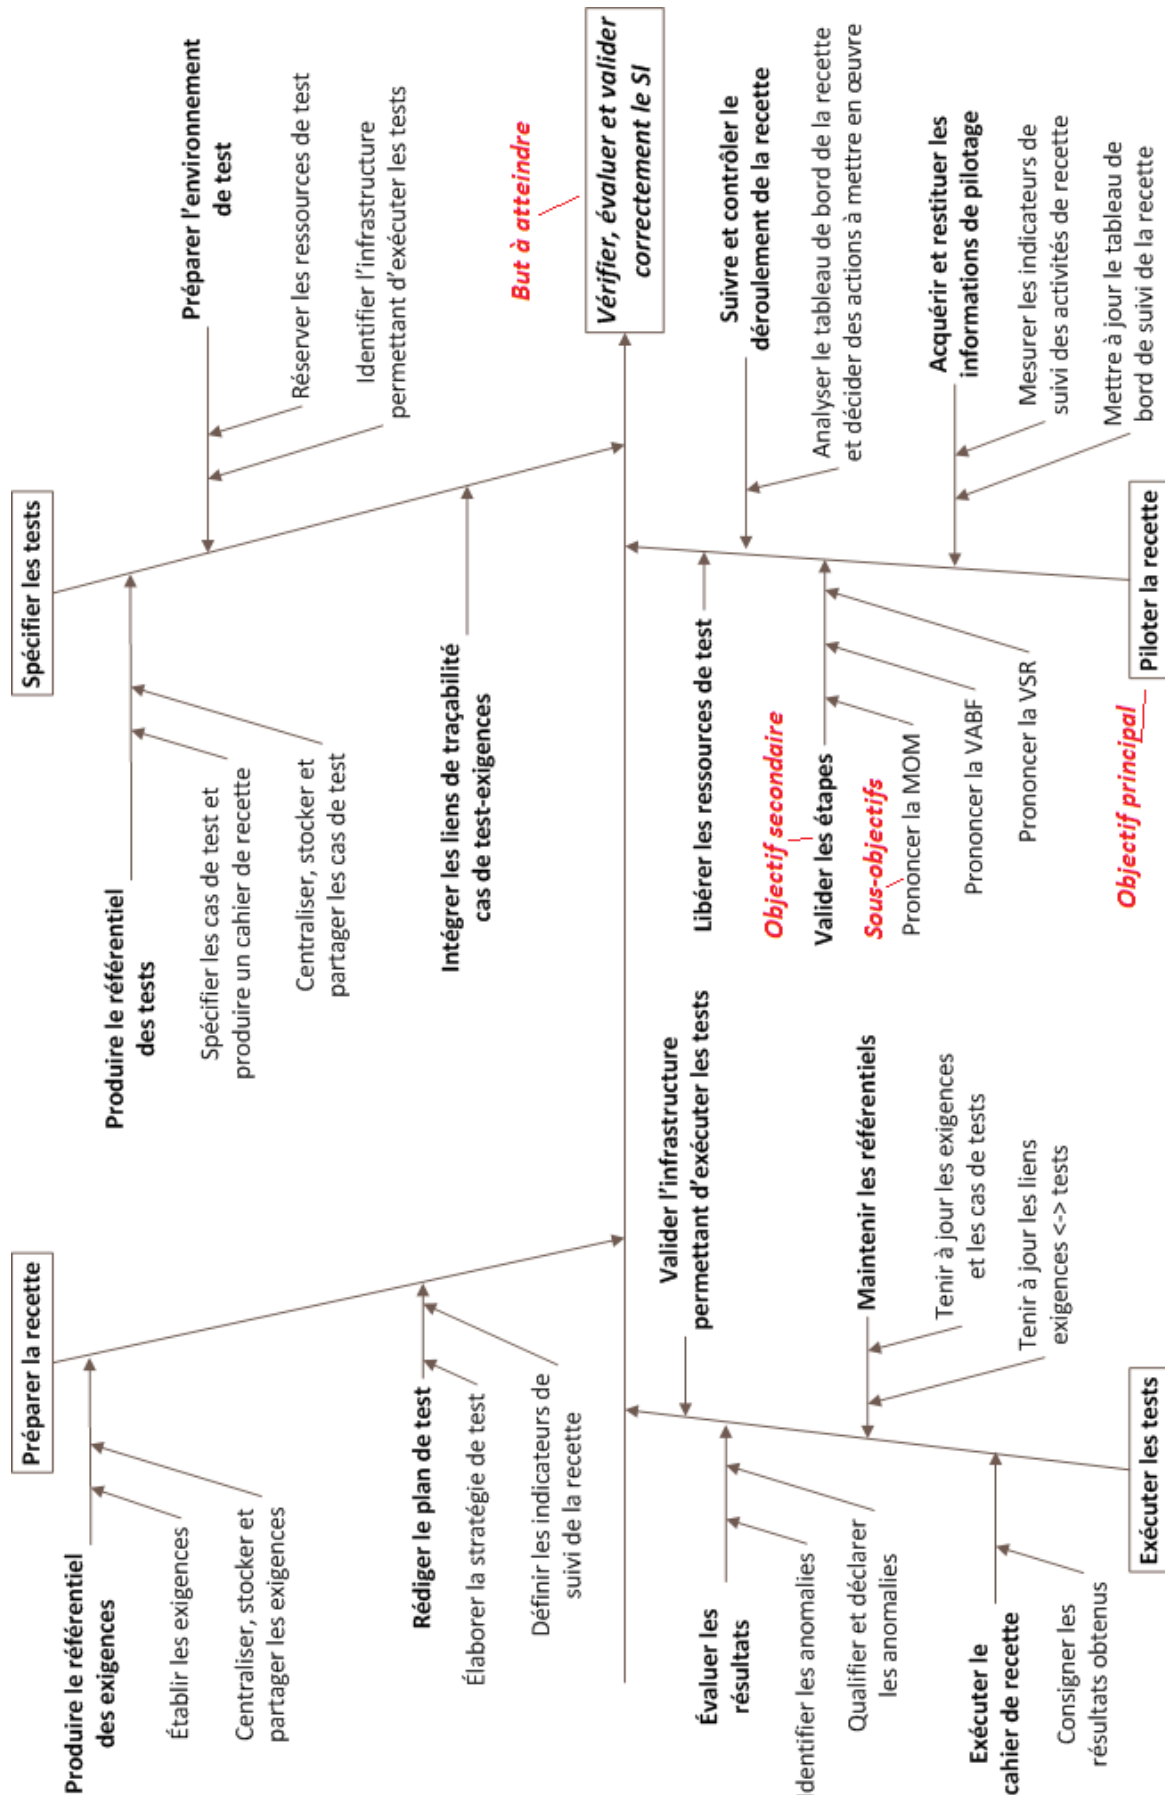 Préparer la recette
Produire le référentiel
des exigences
Établir les exigences
Centraliser, stocker et
partager les exigences
Rédiger le plan de test
Élaborer la stratégie de test
Définir les indicateurs de
suivi de la recette
Spécifier les tests
Produire le référentiel
des tests
Spécifier les cas de test et
produire un cahier de recette
Centraliser, stocker et
partager les cas de test
Intégrer les liens de traçabilité
cas de test-exigences
Préparer l’environnement
de test
Réserver les ressources de test
Identifier l’infrastructure
permettant d’exécuter les tests
But à atteindre
Vérifier, évaluer et valider
correctement le SI
Valider l’infrastructure
permettant d’exécuter les tests
Évaluer les
résultats
Identifier les anomalies
Qualifier et déclarer
les anomalies
Maintenir les référentiels
Tenir à jour les exigences
et les cas de tests
Tenir à jour les liens
exigences <-> tests
Exécuter le
cahier de recette
Consigner les
résultats obtenus
Exécuter les tests
Libérer les ressources de test
Objectif secondaire
Valider les étapes
Sous-objectifs
Prononcer la MOM
Prononcer la VABF
Prononcer la VSR
Suivre et contrôler le
déroulement de la recette
Analyser le tableau de bord de la recette
et décider des actions à mettre en œuvre
Acquérir et restituer les
informations de pilotage
Mesurer les indicateurs de
suivi des activités de recette
Mettre à jour le tableau de
bord de suivi de la recette
Objectif principal
Piloter la recette